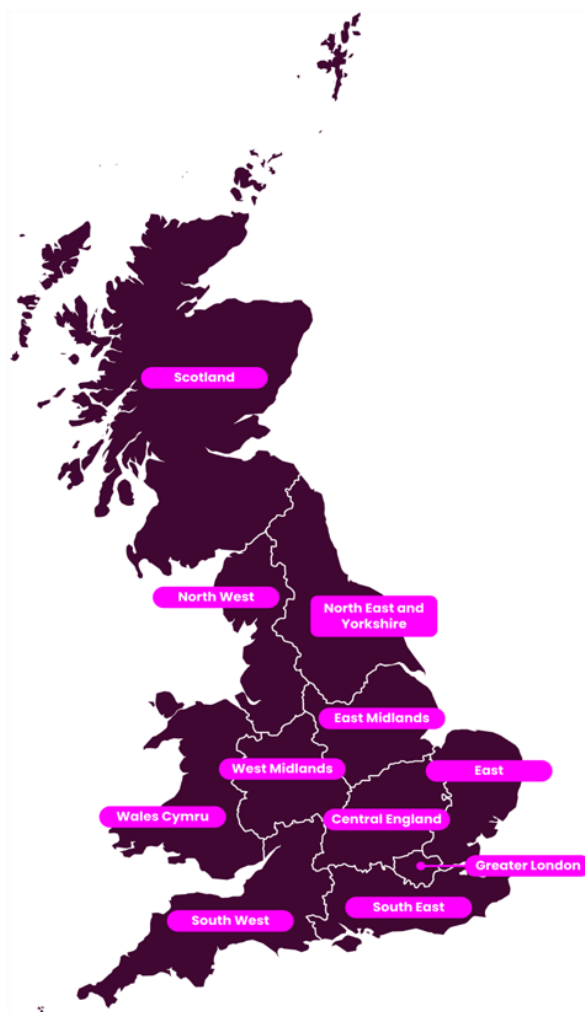 Scotland
North West
North East and
Yorkshire
East Midlands
West Midlands
East
Wales Cymru
Central England
Greater London
South East
South West